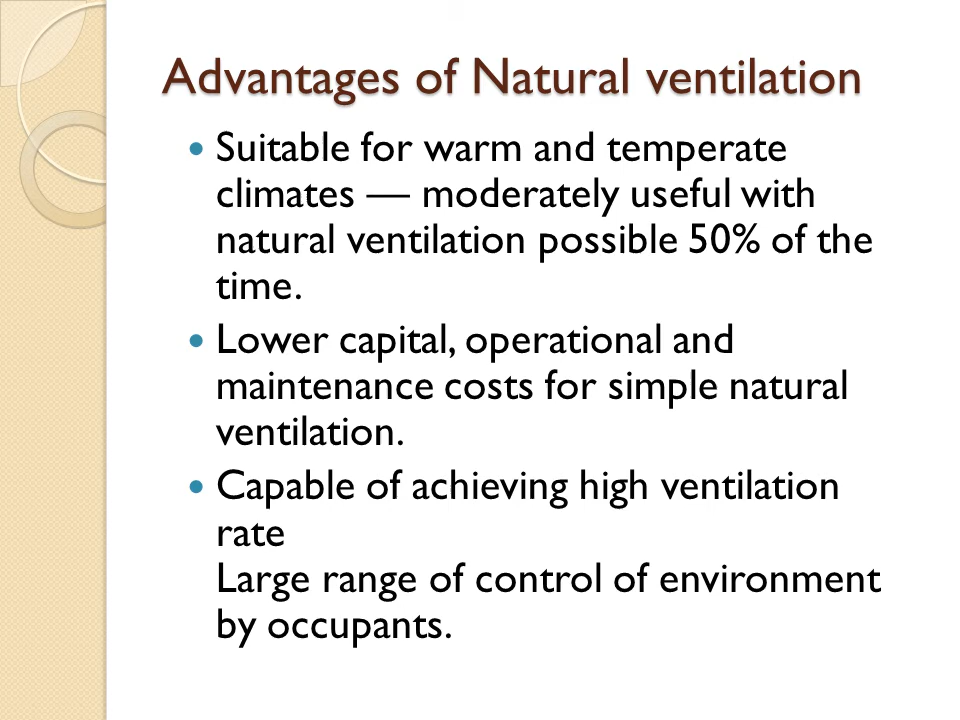 Advantages of Natural ventilation
• Suitable for warm and temperate
climates — moderately useful with
natural ventilation possible 50% of the
time.
• Lower capital, operational and
maintenance costs for simple natural
ventilation.
• Capable of achieving high ventilation
rate
Large range of control of environment
by occupants.